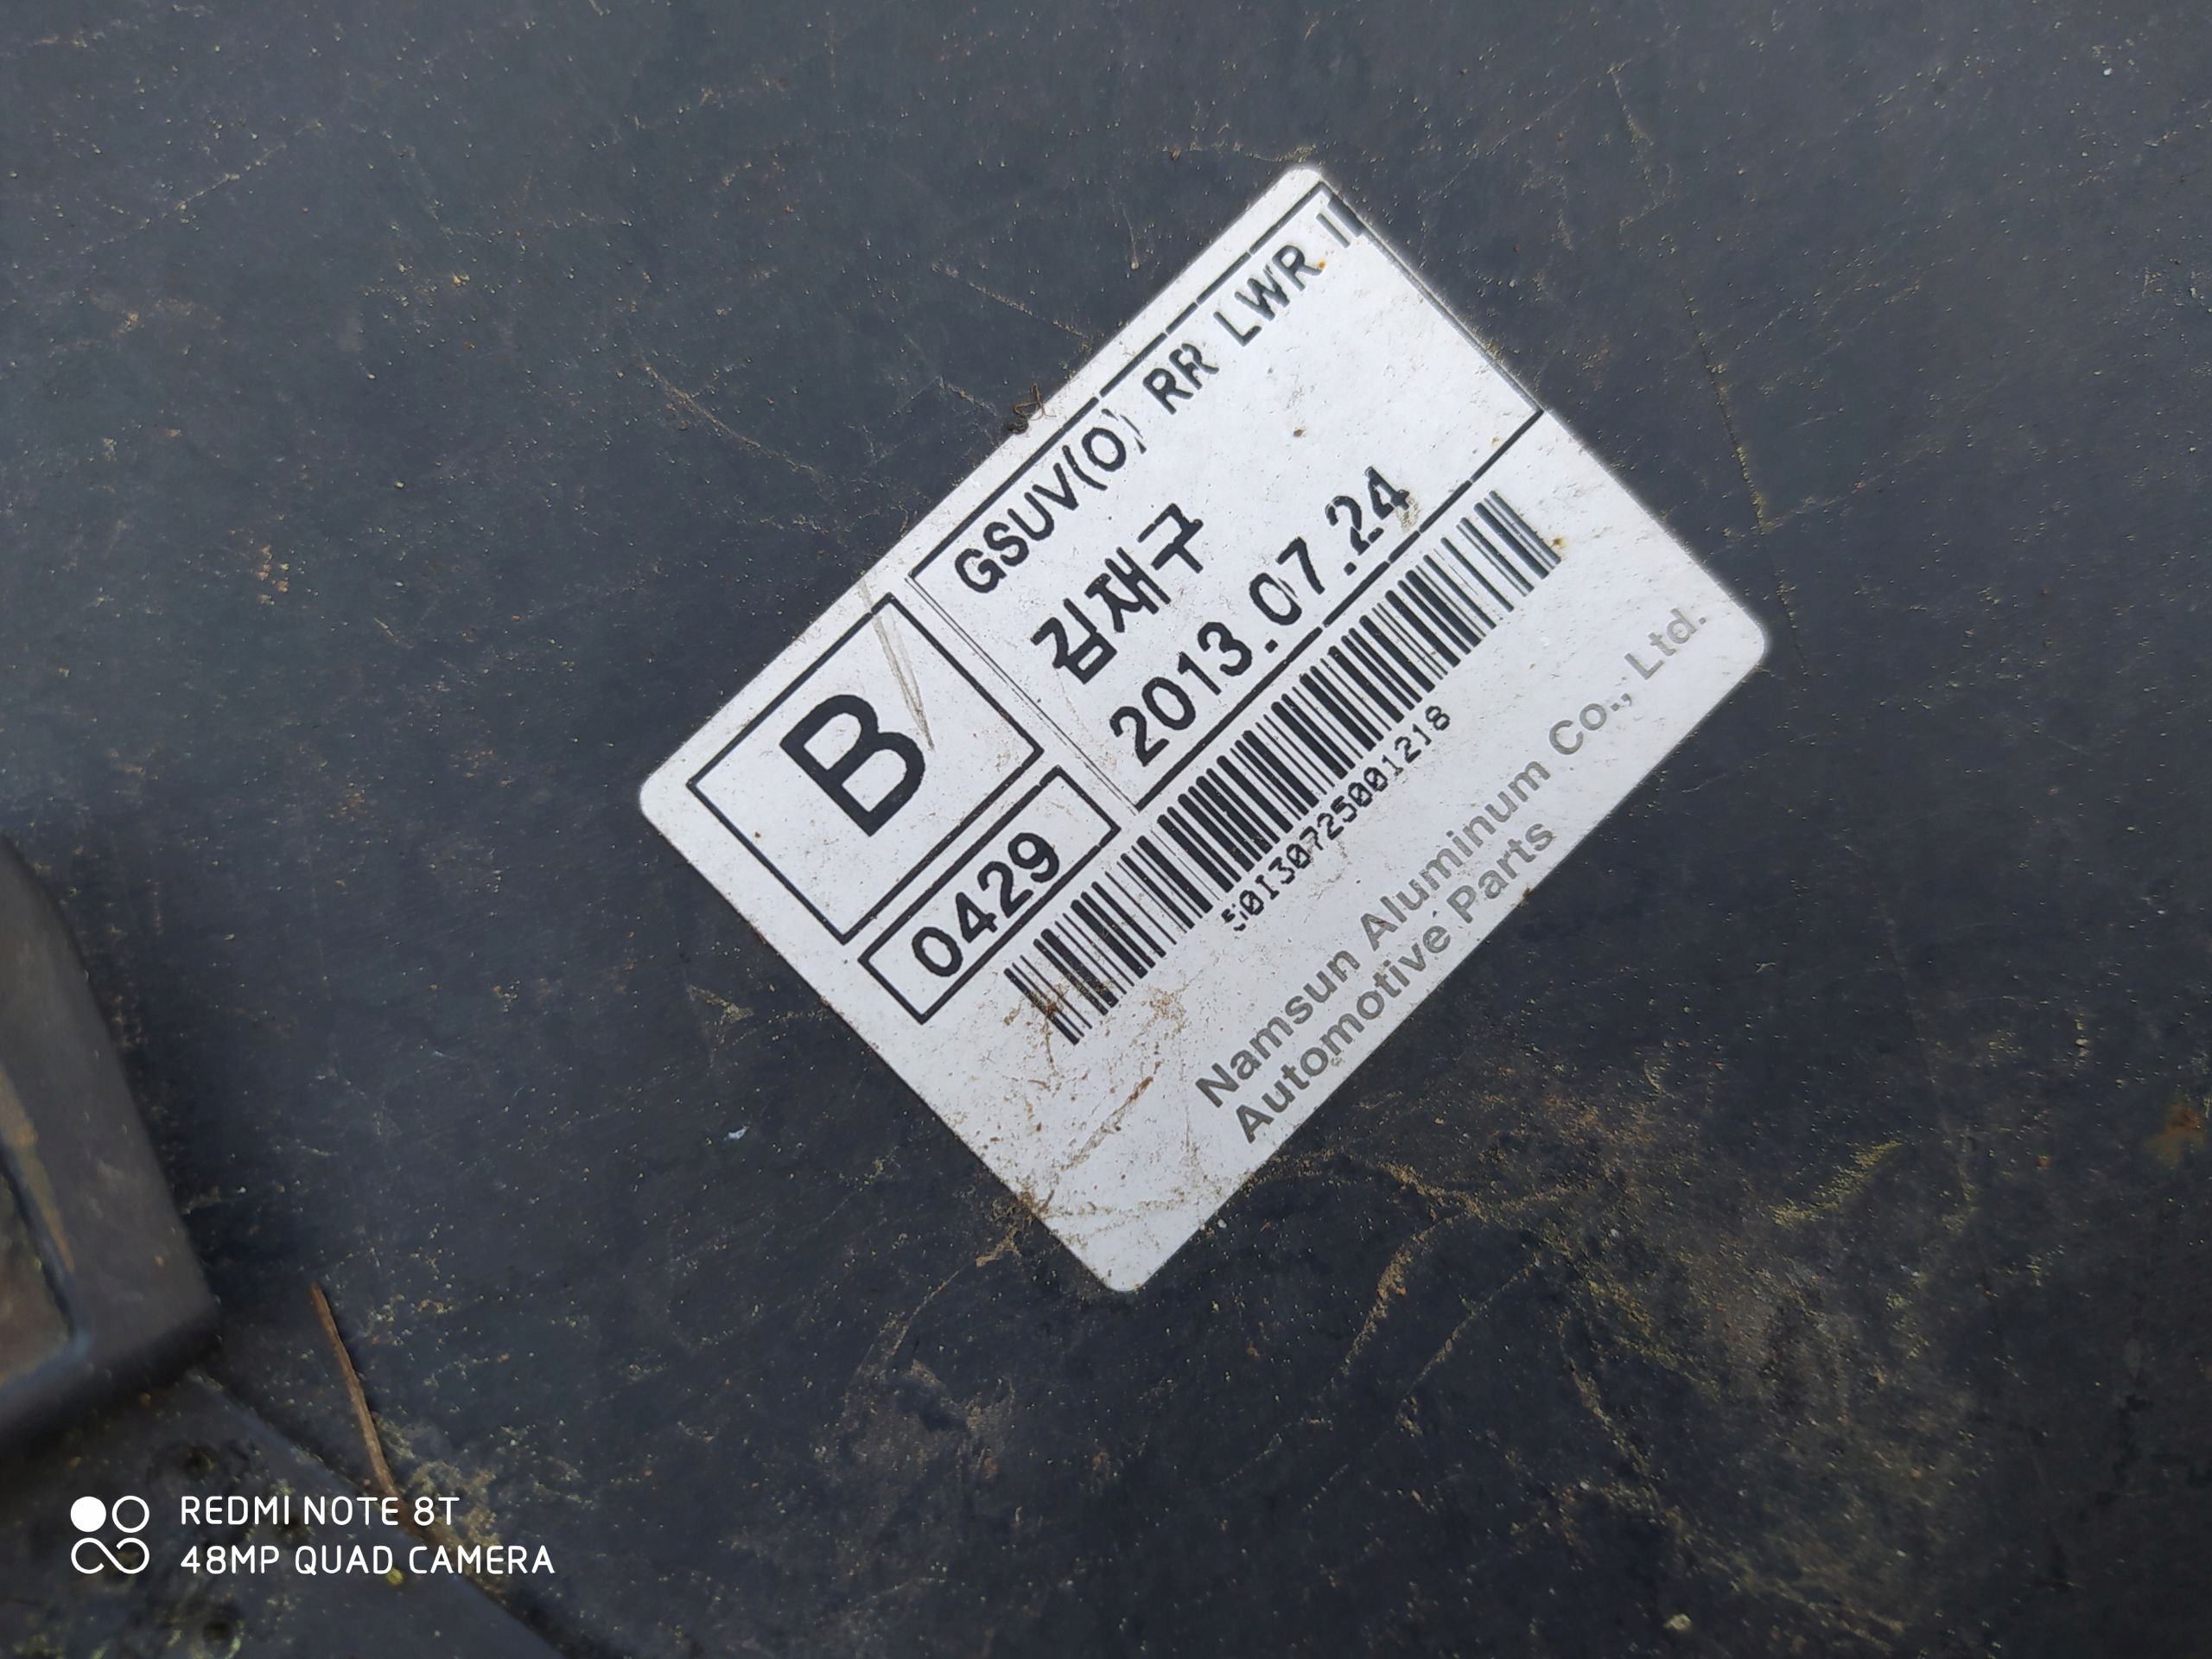 GSUV(O) RR LWR
김재구
2013.07.24
B
0429
50130725001218
Namsun Aluminum Co., Ltd.
Automotive Parts
REDMI NOTE 8T
48MP QUAD CAMERA